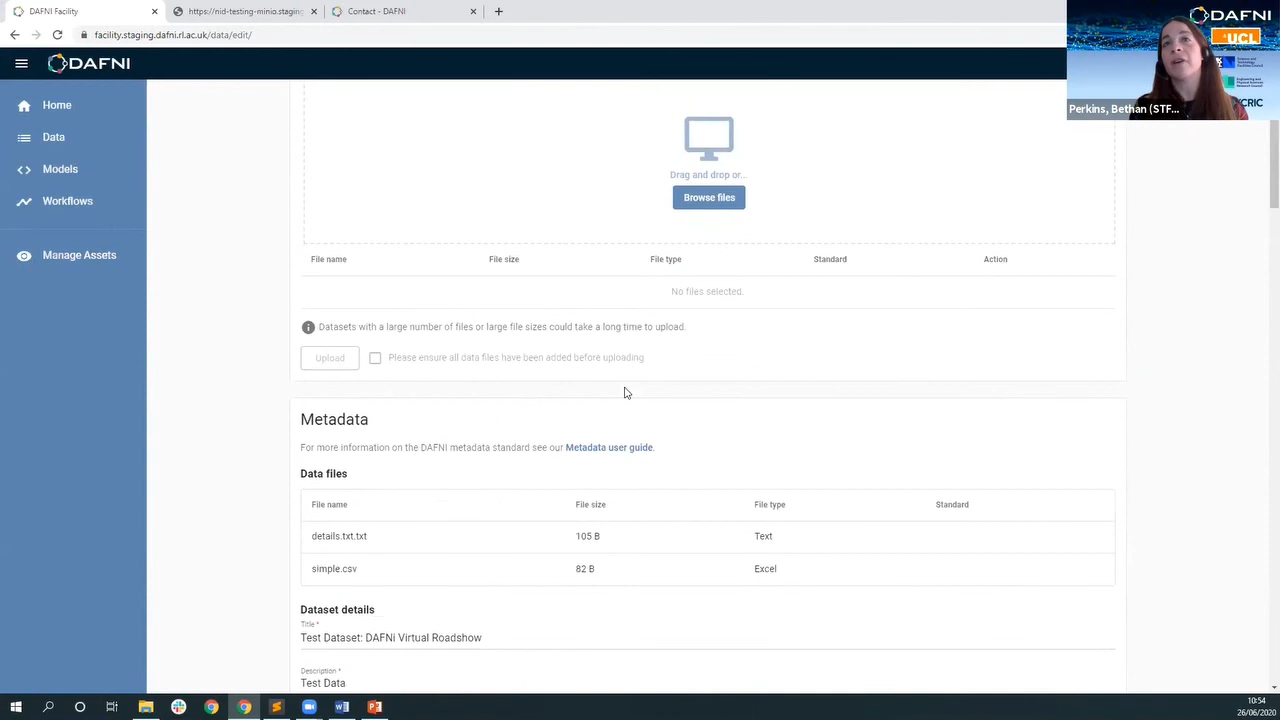 DAFNI Facility
https://nid-testing-minio.staging
Contact - DAFNI
facility.staging.dafni.rl.ac.uk/data/edit/
DAFNI
DAFNI
UCL
Perkins, Bethan (STF...
Home
Data
Models
Workflows
Manage Assets
Drag and drop or...
Browse files
File name File size File type Standard Action
No files selected.
Datasets with a large number of files or large file sizes could take a long time to upload.
Upload Please ensure all data files have been added before uploading
Metadata
For more information on the DAFNI metadata standard see our Metadata user guide.
Data files
File name File size File type Standard
details.txt.txt 105 B Text
simple.csv 82 B Excel
Dataset details
Title *
Test Dataset: DAFNi Virtual Roadshow
Description *
Test Data
10:54
26/06/2020